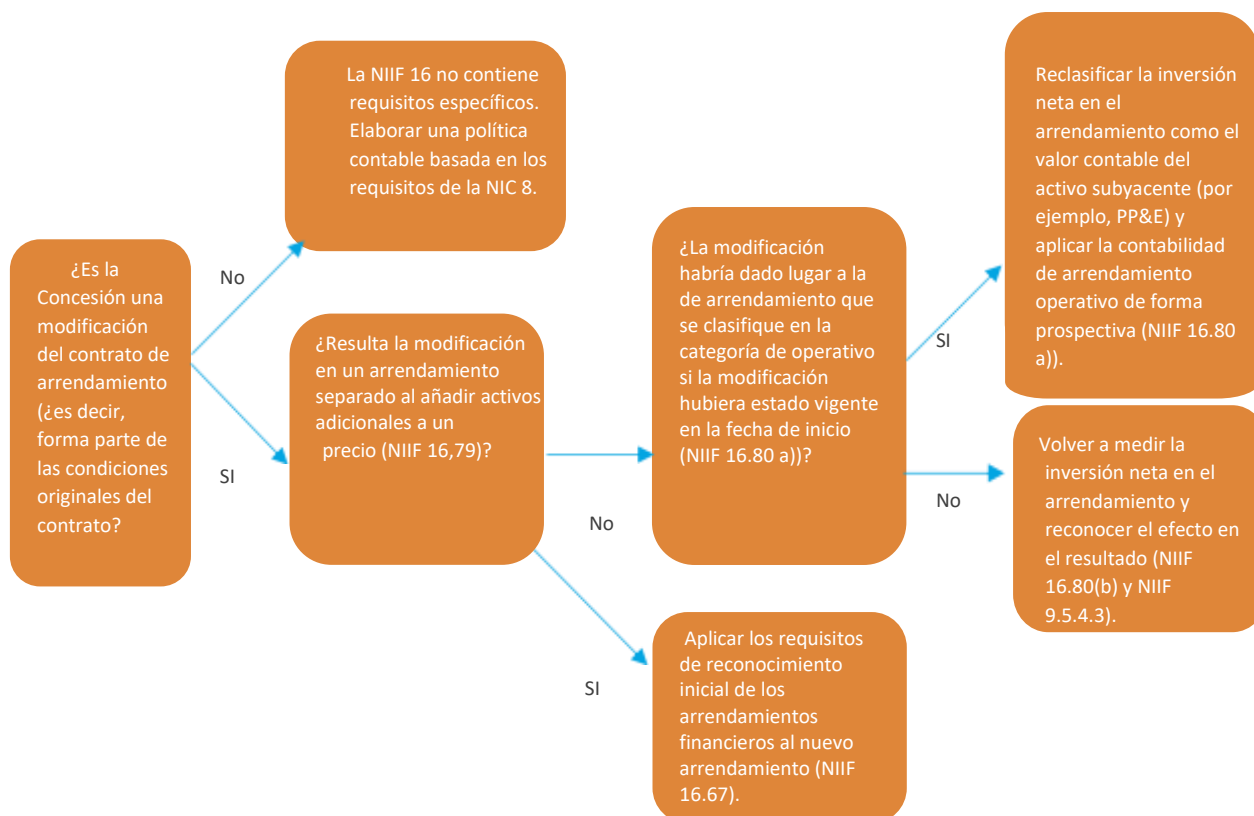 ¿Es la
Concesión una
modificación
del contrato de
arrendamiento
(¿es decir,
forma parte de
las condiciones
originales del
contrato?
No
SI
La NIIF 16 no contiene
requisitos específicos.
Elaborar una política
contable basada en los
requisitos de la NIC 8.
¿Resulta la modificación
en un arrendamiento
separado al añadir activos
adicionales a un
precio (NIIF 16,79)?
No
SI
¿La modificación
habría dado lugar a la
de arrendamiento que
se clasifique en la
categoría de operativo
si la modificación
hubiera estado vigente
en la fecha de inicio
(NIIF 16.80 a))?
SI
No
Aplicar los requisitos
de reconocimiento
inicial de los
arrendamientos
financieros al nuevo
arrendamiento (NIIF
16.67).
Reclasificar la inversión
neta en el
arrendamiento como el
valor contable del
activo subyacente (por
ejemplo, PP&E) y
aplicar la contabilidad
de arrendamiento
operativo de forma
prospectiva (NIIF 16.80
a)).
Volver a medir la
inversión neta en el
arrendamiento y
reconocer el efecto en
el resultado (NIIF
16.80(b) y NIIF
9.5.4.3).